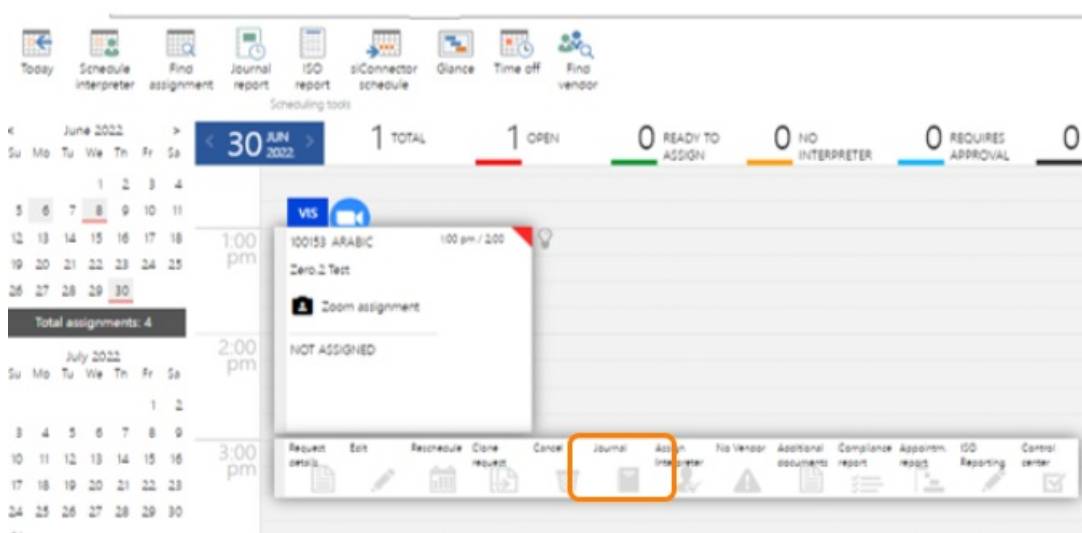 Today
Schedule interpreter
Find assignment
Journal report
ISO report
siConnector schedule
Glance
Time off
Find vendor
Scheduling tools
< June 2022 >
Su Mo Tu We Th Fr Sa
1 2 3 4
5 6 7 8 9 10 11
12 13 14 15 16 17 18
19 20 21 22 23 24 25
26 27 28 29 30
Total assignments: 4
July 2022
Su Mo Tu We Th Fr Sa
1 2
3 4 5 6 7 8 9
10 11 12 13 14 15 16
17 18 19 20 21 22 23
24 25 26 27 28 29 30
< 30 JUN 2022 >
1 TOTAL
1 OPEN
0 READY TO ASSIGN
0 NO INTERPRETER
0 REQUIRES APPROVAL
0
VIS
1:00 pm
100153 ARABIC 1:00 pm / 2:00
Zero.2 Test
Zoom assignment
2:00 pm
NOT ASSIGNED
3:00 pm
Request details
Edit
Reschedule
Clone request
Cancel
Journal
Assign Interpreter
No Vendor
Additional documents
Compliance report
Appointm. report
ISO Reporting
Control center